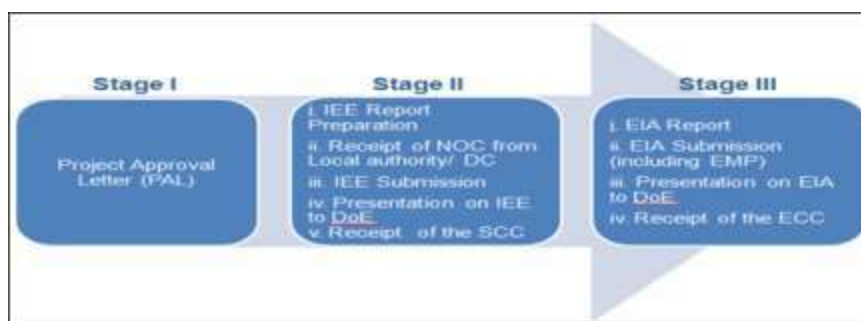 Stage I
Project Approval
Letter (PAL)
Stage II
i. IEE Report
Preparation
ii. Receipt of NOC from
Local authority/ DC
iii. IEE Submission
iv. Presentation on IEE
to DoE
v. Receipt of the SCC
Stage III
i. EIA Report
ii. EIA Submission
(including EMP)
iii. Presentation on EIA
to DoE
iv. Receipt of the ECC